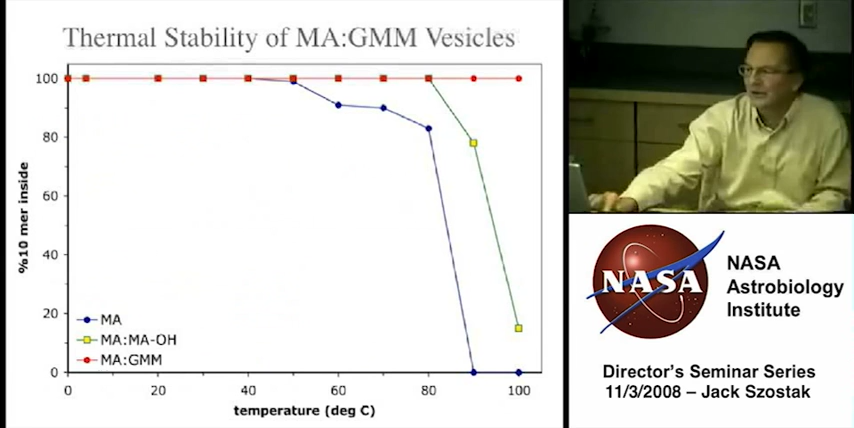 Thermal Stability of MA:GMM Vesicles
100
80
60
40
20
0
%10 mer inside
MA
MA:MA-OH
MA:GMM
0
20
40
60
80
100
temperature (deg C)
NASA
NASA
Astrobiology
Institute
Director's Seminar Series
11/3/2008 – Jack Szostak